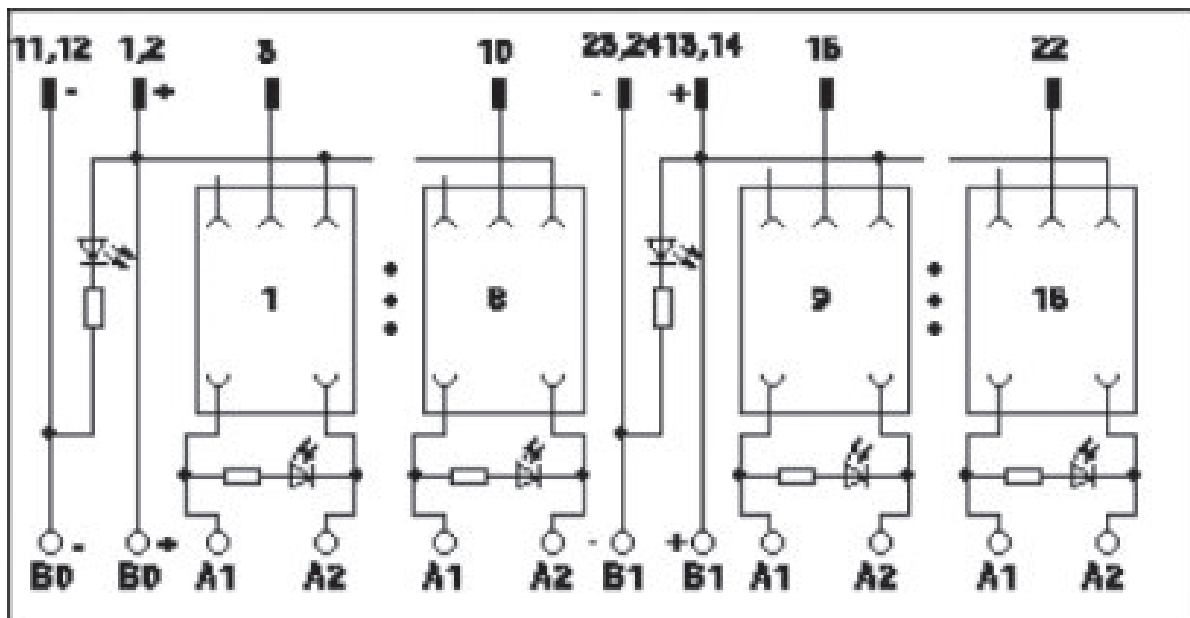 11,12 1,2 3 10 23,24 13,14 15 22
- + - +
1 8 9 16
- + - +
B0 B0 A1 A2 A1 A2 B1 B1 A1 A2 A1 A2